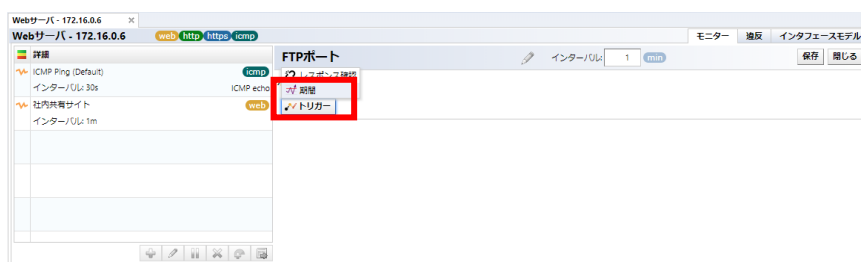 Webサーバ - 172.16.0.6 ×
Webサーバ - 172.16.0.6 web http https icmp モニター 違反 インタフェースモデル
詳細 FTPポート インターバル: 1 min 保存 閉じる
ICMP Ping (Default) icmp レスポンス確認
インターバル: 30s ICMP echo 期間
社内共有サイト web トリガー
インターバル: 1m